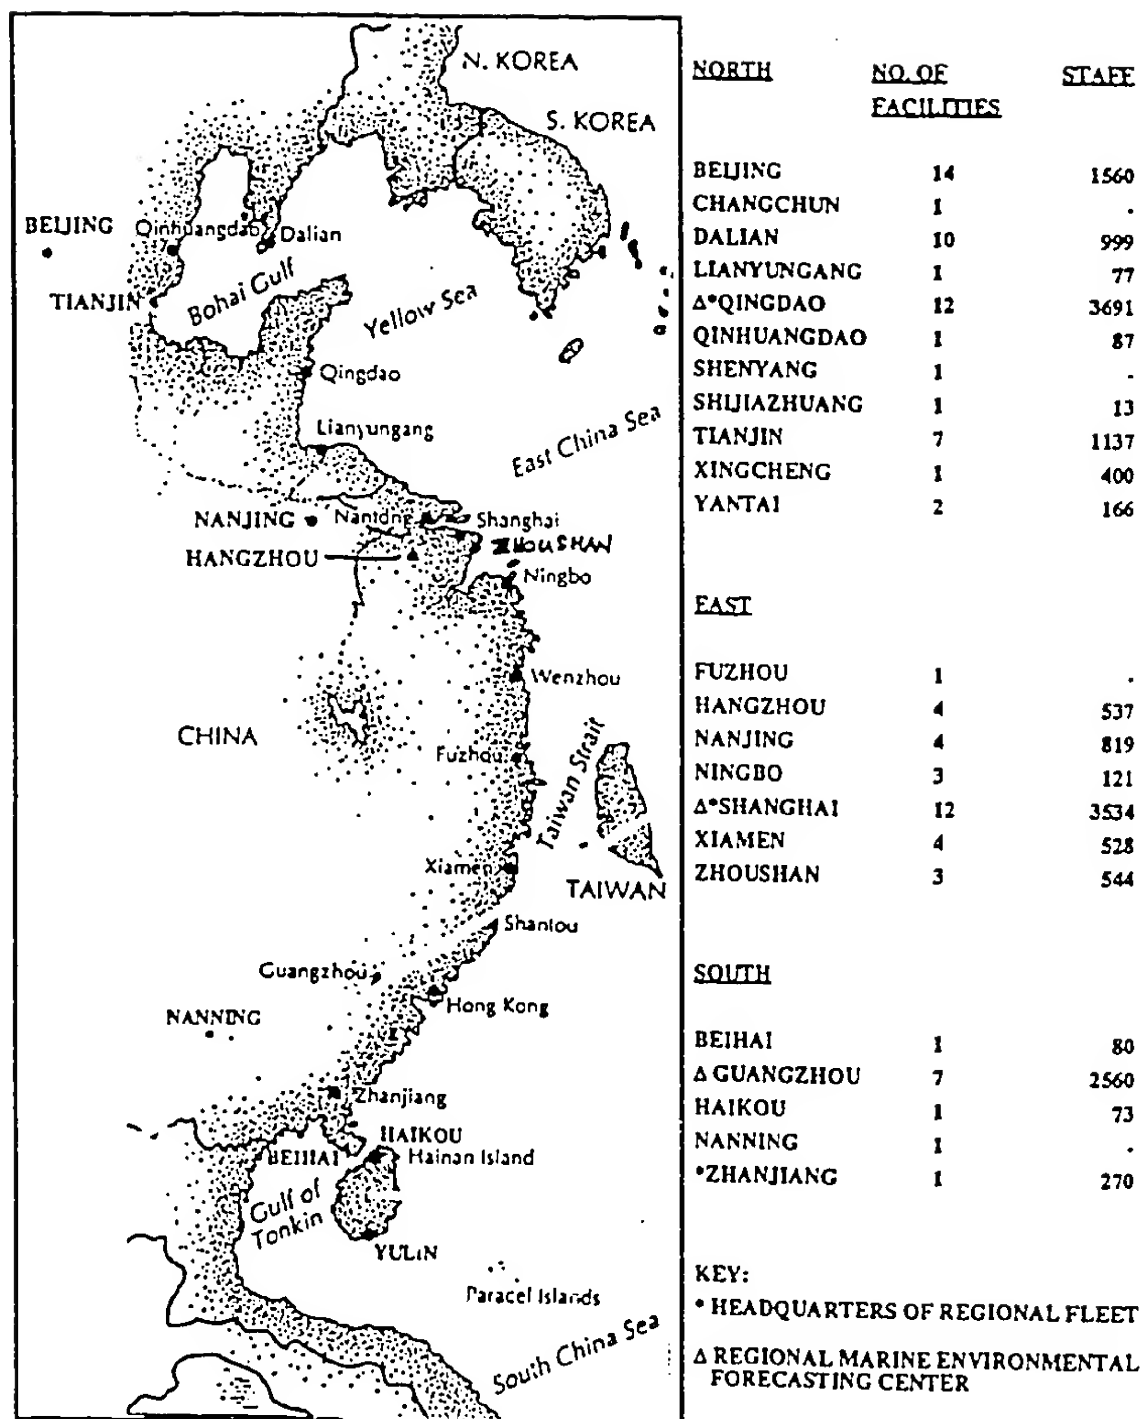 N. KOREA
S. KOREA
BEIJING
Qinhuangdao
Dalian
TIANJIN
Bohai Gulf
Yellow Sea
Qingdao
Lianyungang
East China Sea
NANJING
Nantong
Shanghai
ZHOUSHAN
HANGZHOU
Ningbo
Wenzhou
CHINA
Fuzhou
Taiwan Strait
Xiamen
TAIWAN
Shantou
Guangzhou
Hong Kong
NANNING
Zhanjiang
HAIKOU
BEIHAI
Hainan Island
Gulf of
Tonkin
YULIN
Paracel Islands
South China Sea
NORTH NO. OF STAFF
FACILITIES
BEIJING 14 1560
CHANGCHUN 1 -
DALIAN 10 999
LIANYUNGANG 1 77
Δ*QINGDAO 12 3691
QINHUANGDAO 1 87
SHENYANG 1 -
SHIJIAZHUANG 1 13
TIANJIN 7 1137
XINGCHENG 1 400
YANTAI 2 166
EAST
FUZHOU 1 -
HANGZHOU 4 537
NANJING 4 819
NINGBO 3 121
Δ*SHANGHAI 12 3534
XIAMEN 4 528
ZHOUSHAN 3 544
SOUTH
BEIHAI 1 80
Δ GUANGZHOU 7 2560
HAIKOU 1 73
NANNING 1 -
*ZHANJIANG 1 270
KEY:
* HEADQUARTERS OF REGIONAL FLEET
Δ REGIONAL MARINE ENVIRONMENTAL
FORECASTING CENTER